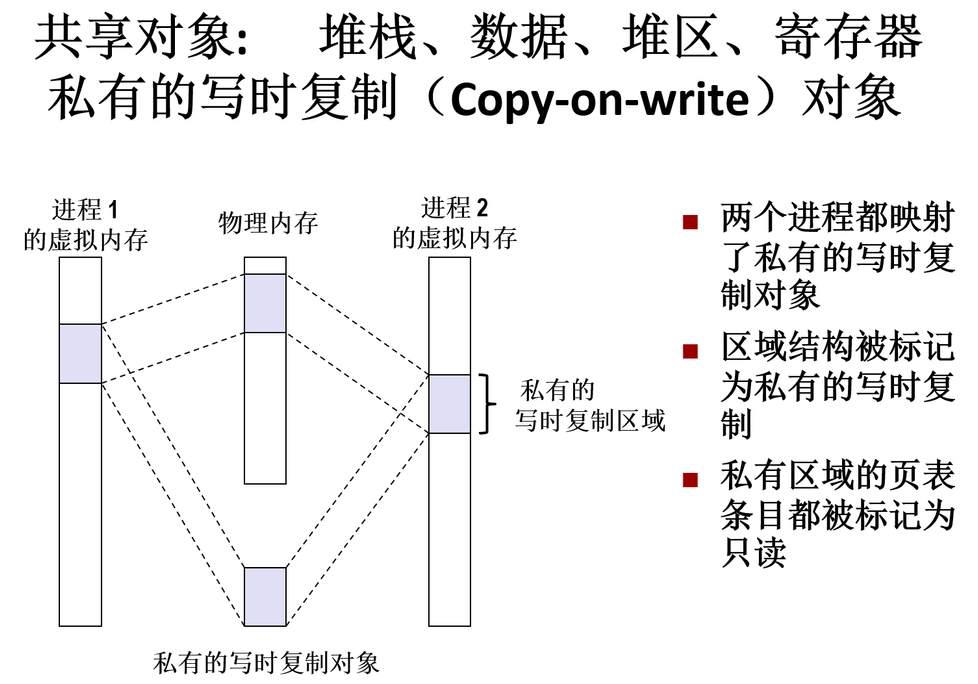 共享对象: 堆栈、数据、堆区、寄存器
私有的写时复制（Copy-on-write）对象
进程 1
的虚拟内存
物理内存
进程 2
的虚拟内存
私有的
写时复制区域
私有的写时复制对象
■ 两个进程都映射
了私有的写时复
制对象
■ 区域结构被标记
为私有的写时复
制
■ 私有区域的页表
条目都被标记为
只读